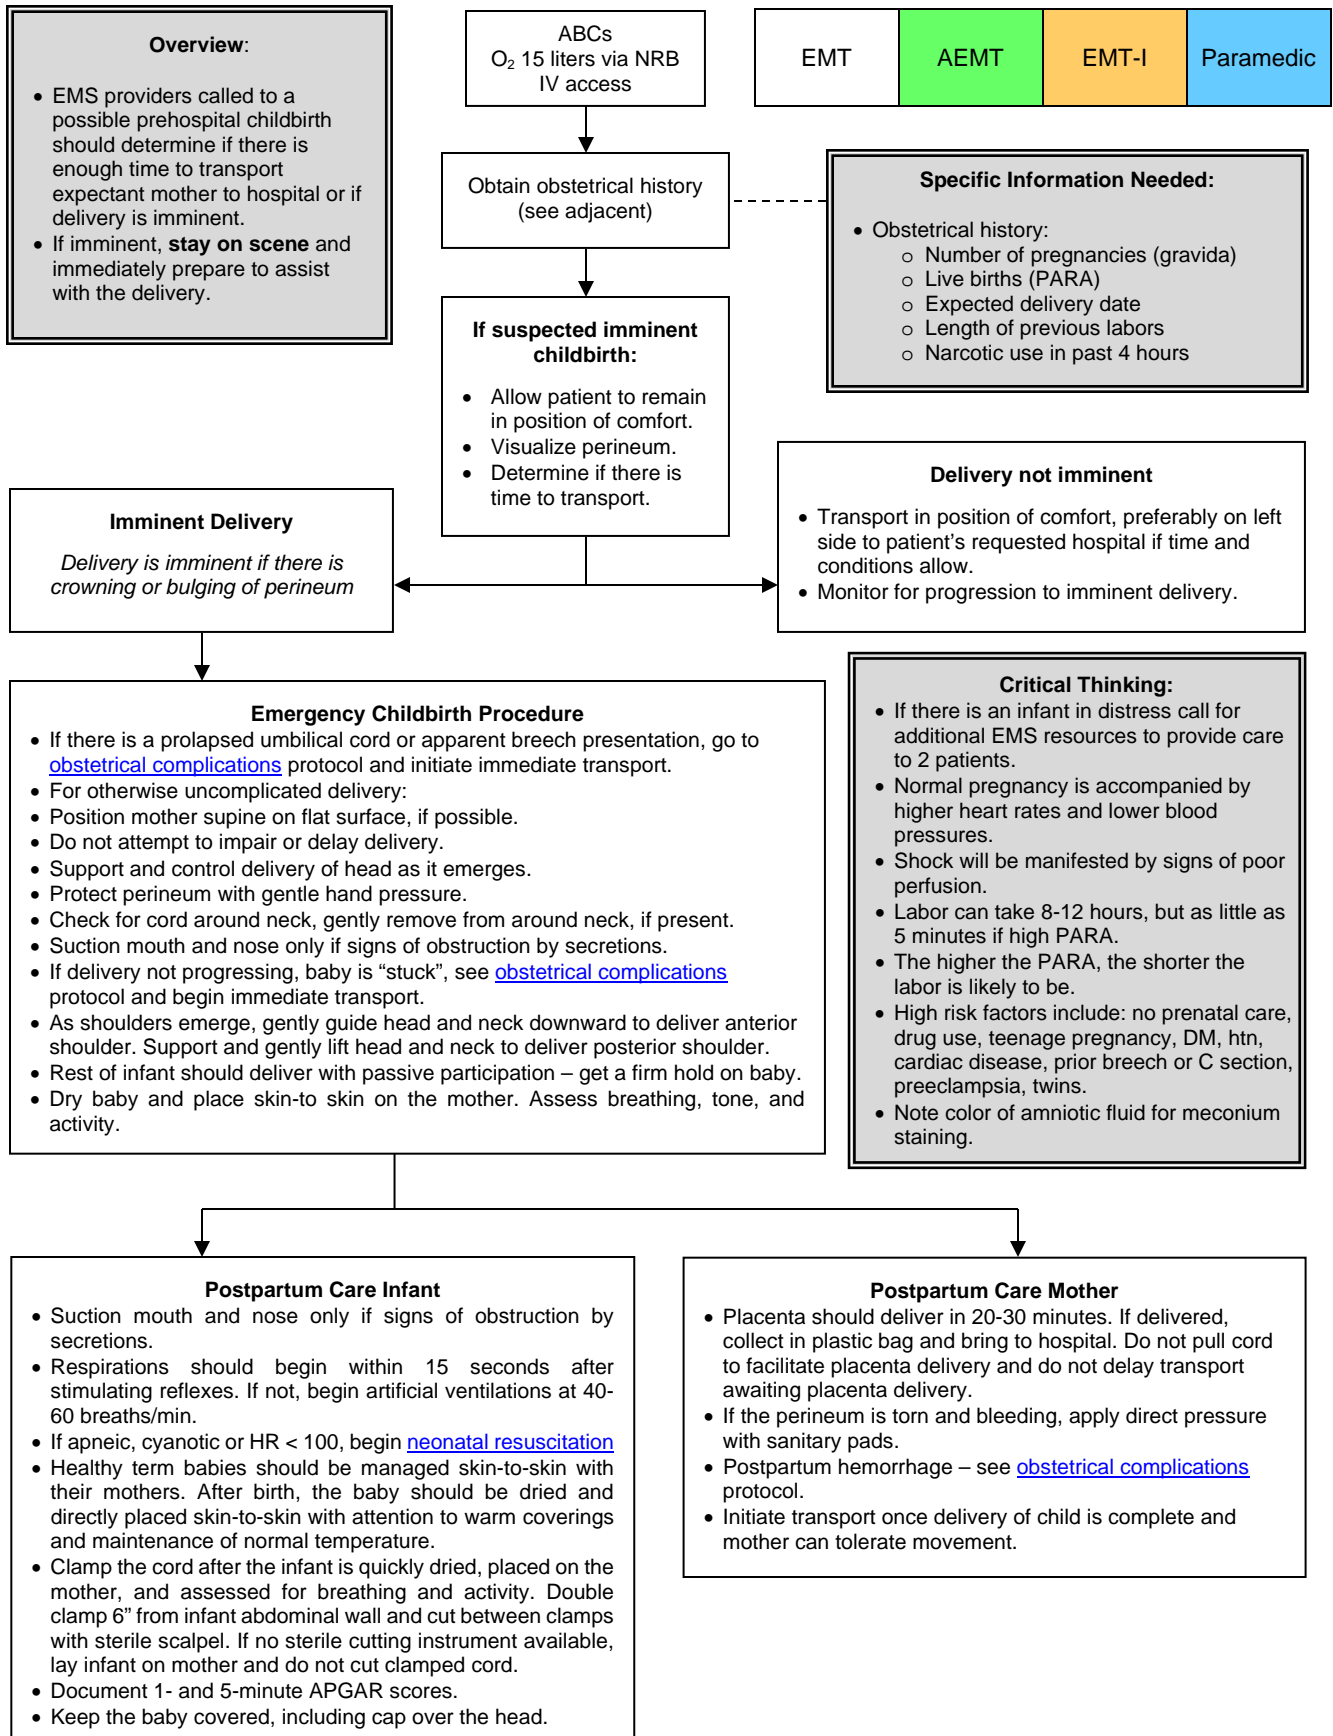 Overview:
• EMS providers called to a
possible prehospital childbirth
should determine if there is
enough time to transport
expectant mother to hospital or if
delivery is imminent.
• If imminent, stay on scene and
immediately prepare to assist
with the delivery.
ABCs
O2 15 liters via NRB
IV access
EMT
AEMT
EMT-I
Paramedic
Obtain obstetrical history
(see adjacent)
Specific Information Needed:
• Obstetrical history:
o Number of pregnancies (gravida)
o Live births (PARA)
o Expected delivery date
o Length of previous labors
o Narcotic use in past 4 hours
If suspected imminent
childbirth:
• Allow patient to remain
in position of comfort.
• Visualize perineum.
• Determine if there is
time to transport.
Imminent Delivery
Delivery is imminent if there is
crowning or bulging of perineum
Delivery not imminent
• Transport in position of comfort, preferably on left
side to patient's requested hospital if time and
conditions allow.
• Monitor for progression to imminent delivery.
Emergency Childbirth Procedure
• If there is a prolapsed umbilical cord or apparent breech presentation, go to
obstetrical complications protocol and initiate immediate transport.
• For otherwise uncomplicated delivery:
• Position mother supine on flat surface, if possible.
• Do not attempt to impair or delay delivery.
• Support and control delivery of head as it emerges.
• Protect perineum with gentle hand pressure.
• Check for cord around neck, gently remove from around neck, if present.
• Suction mouth and nose only if signs of obstruction by secretions.
• If delivery not progressing, baby is “stuck”, see obstetrical complications
protocol and begin immediate transport.
• As shoulders emerge, gently guide head and neck downward to deliver anterior
shoulder. Support and gently lift head and neck to deliver posterior shoulder.
• Rest of infant should deliver with passive participation – get a firm hold on baby.
• Dry baby and place skin-to skin on the mother. Assess breathing, tone, and
activity.
Critical Thinking:
• If there is an infant in distress call for
additional EMS resources to provide care
to 2 patients.
• Normal pregnancy is accompanied by
higher heart rates and lower blood
pressures.
• Shock will be manifested by signs of poor
perfusion.
• Labor can take 8-12 hours, but as little as
5 minutes if high PARA.
• The higher the PARA, the shorter the
labor is likely to be.
• High risk factors include: no prenatal care,
drug use, teenage pregnancy, DM, htn,
cardiac disease, prior breech or C section,
preeclampsia, twins.
• Note color of amniotic fluid for meconium
staining.
Postpartum Care Infant
• Suction mouth and nose only if signs of obstruction by
secretions.
• Respirations should begin within 15 seconds after
stimulating reflexes. If not, begin artificial ventilations at 40-
60 breaths/min.
• If apneic, cyanotic or HR < 100, begin neonatal resuscitation
• Healthy term babies should be managed skin-to-skin with
their mothers. After birth, the baby should be dried and
directly placed skin-to-skin with attention to warm coverings
and maintenance of normal temperature.
• Clamp the cord after the infant is quickly dried, placed on the
mother, and assessed for breathing and activity. Double
clamp 6” from infant abdominal wall and cut between clamps
with sterile scalpel. If no sterile cutting instrument available,
lay infant on mother and do not cut clamped cord.
• Document 1- and 5-minute APGAR scores.
• Keep the baby covered, including cap over the head.
Postpartum Care Mother
• Placenta should deliver in 20-30 minutes. If delivered,
collect in plastic bag and bring to hospital. Do not pull cord
to facilitate placenta delivery and do not delay transport
awaiting placenta delivery.
• If the perineum is torn and bleeding, apply direct pressure
with sanitary pads.
• Postpartum hemorrhage – see obstetrical complications
protocol.
• Initiate transport once delivery of child is complete and
mother can tolerate movement.